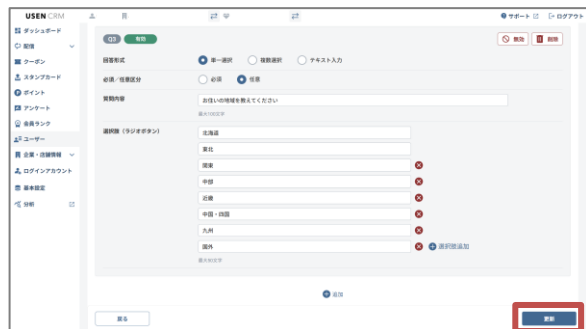 USEN CRM
サポート
ログアウト
ダッシュボード
配信
クーポン
スタンプカード
ポイント
アンケート
会員ランク
ユーザー
企業・店舗情報
ログインアカウント
基本設定
分析
Q3 有効
無効 削除
回答形式 単一選択 複数選択 テキスト入力
必須/任意区分 必須 任意
質問内容 お住いの地域を教えてください
最大100文字
選択肢(ラジオボタン) 北海道
東北
関東
中部
近畿
中国・四国
九州
国外 選択肢追加
追加
戻る 更新